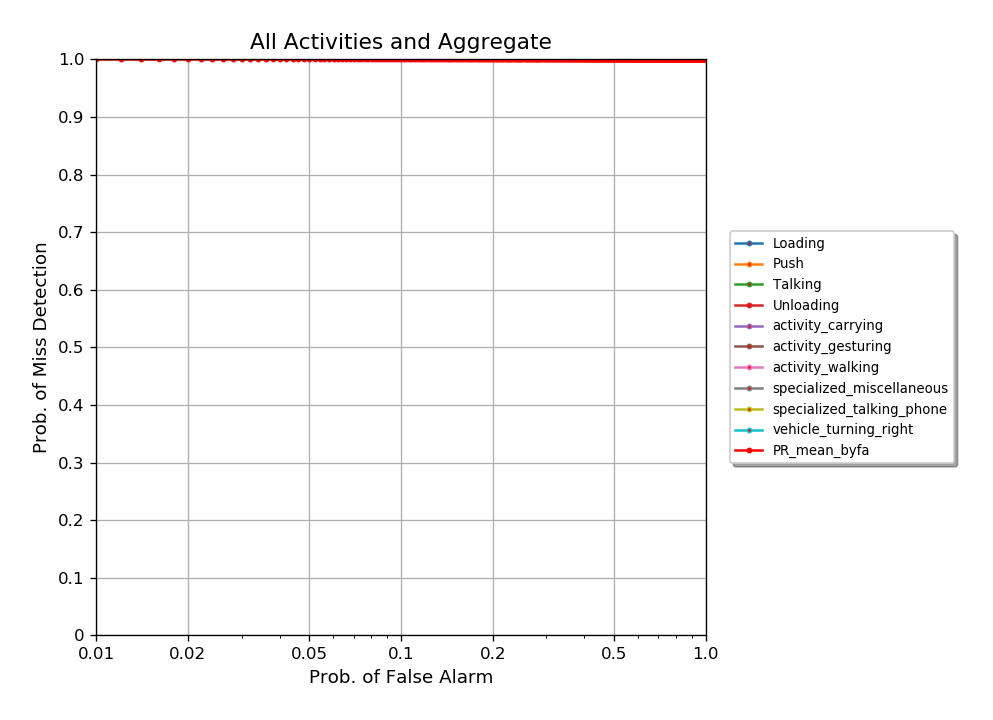 All Activities and Aggregate
1.0
0.9
0.8
0.7
0.6
0.5
0.4
0.3
0.2
0.1
0
Prob. of Miss Detection
0.01 0.02 0.05 0.1 0.2 0.5 1.0
Prob. of False Alarm
Loading
Push
Talking
Unloading
activity_carrying
activity_gesturing
activity_walking
specialized_miscellaneous
specialized_talking_phone
vehicle_turning_right
PR_mean_byfa